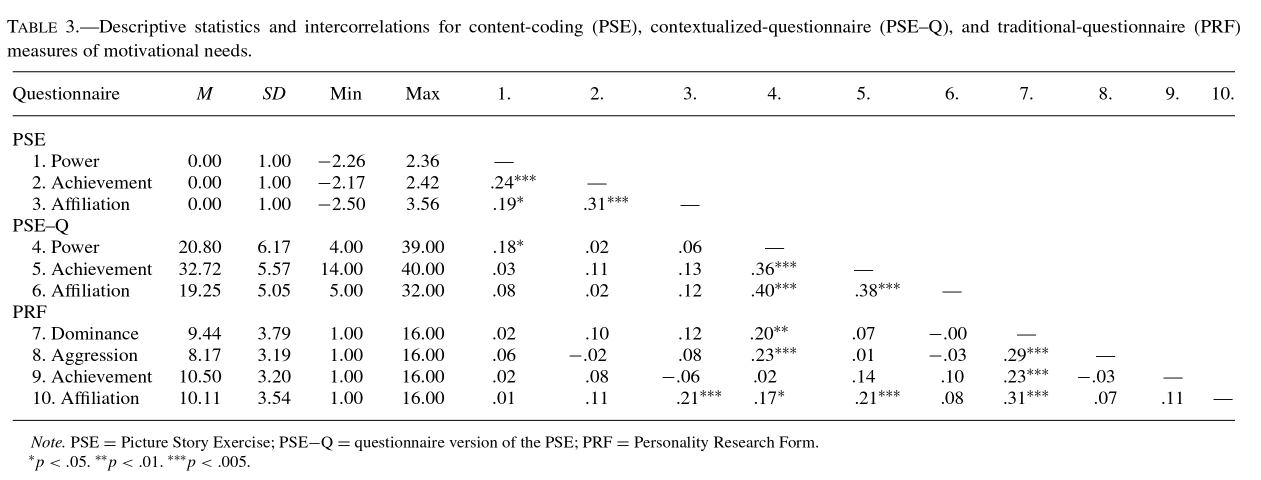 TABLE 3.—Descriptive statistics and intercorrelations for content-coding (PSE), contextualized-questionnaire (PSE–Q), and traditional-questionnaire (PRF)
measures of motivational needs.
Questionnaire M SD Min Max 1. 2. 3. 4. 5. 6. 7. 8. 9. 10.
PSE
1. Power 0.00 1.00 −2.26 2.36 —
2. Achievement 0.00 1.00 −2.17 2.42 .24*** —
3. Affiliation 0.00 1.00 −2.50 3.56 .19* .31*** —
PSE–Q
4. Power 20.80 6.17 4.00 39.00 .18* .02 .06 —
5. Achievement 32.72 5.57 14.00 40.00 .03 .11 .13 .36*** —
6. Affiliation 19.25 5.05 5.00 32.00 .08 .02 .12 .40*** .38*** —
PRF
7. Dominance 9.44 3.79 1.00 16.00 .02 .10 .12 .20** .07 −.00 —
8. Aggression 8.17 3.19 1.00 16.00 .06 −.02 .08 .23*** .01 −.03 .29*** —
9. Achievement 10.50 3.20 1.00 16.00 .02 .08 −.06 .02 .14 .10 .23*** −.03 —
10. Affiliation 10.11 3.54 1.00 16.00 .01 .11 .21*** .17* .21*** .08 .31*** .07 .11 —
Note. PSE = Picture Story Exercise; PSE−Q = questionnaire version of the PSE; PRF = Personality Research Form.
*p < .05. **p < .01. ***p < .005.